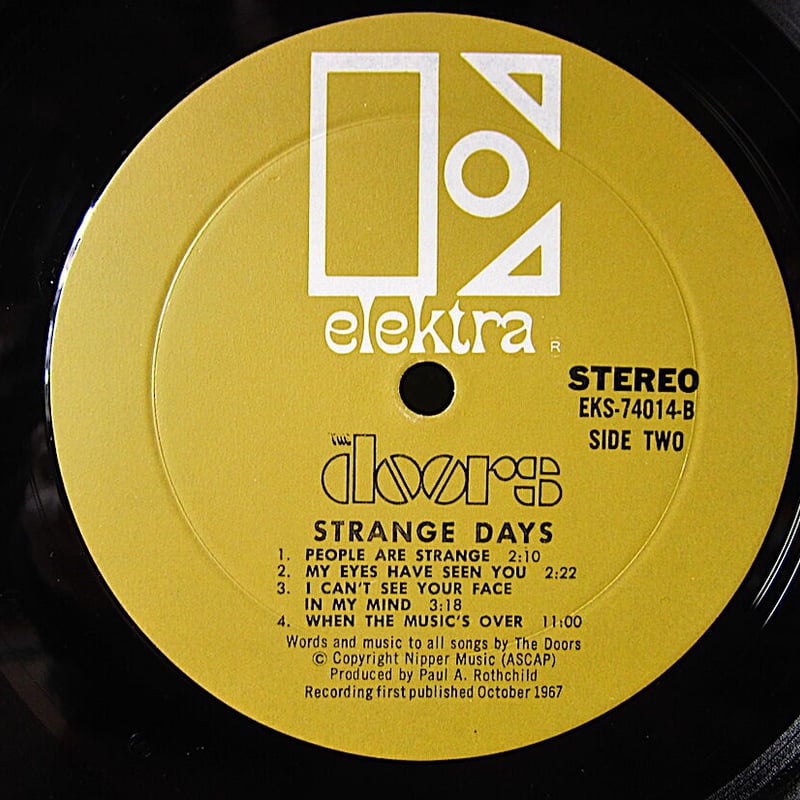 elektra
R
STEREO
EKS-74014-B
SIDE TWO
THE
doors
STRANGE DAYS
1. PEOPLE ARE STRANGE 2:10
2. MY EYES HAVE SEEN YOU 2:22
3. I CAN'T SEE YOUR FACE
IN MY MIND 3:18
4. WHEN THE MUSIC'S OVER 11:00
Words and music to all songs by The Doors
© Copyright Nipper Music (ASCAP)
Produced by Paul A. Rothchild
Recording first published October 1967